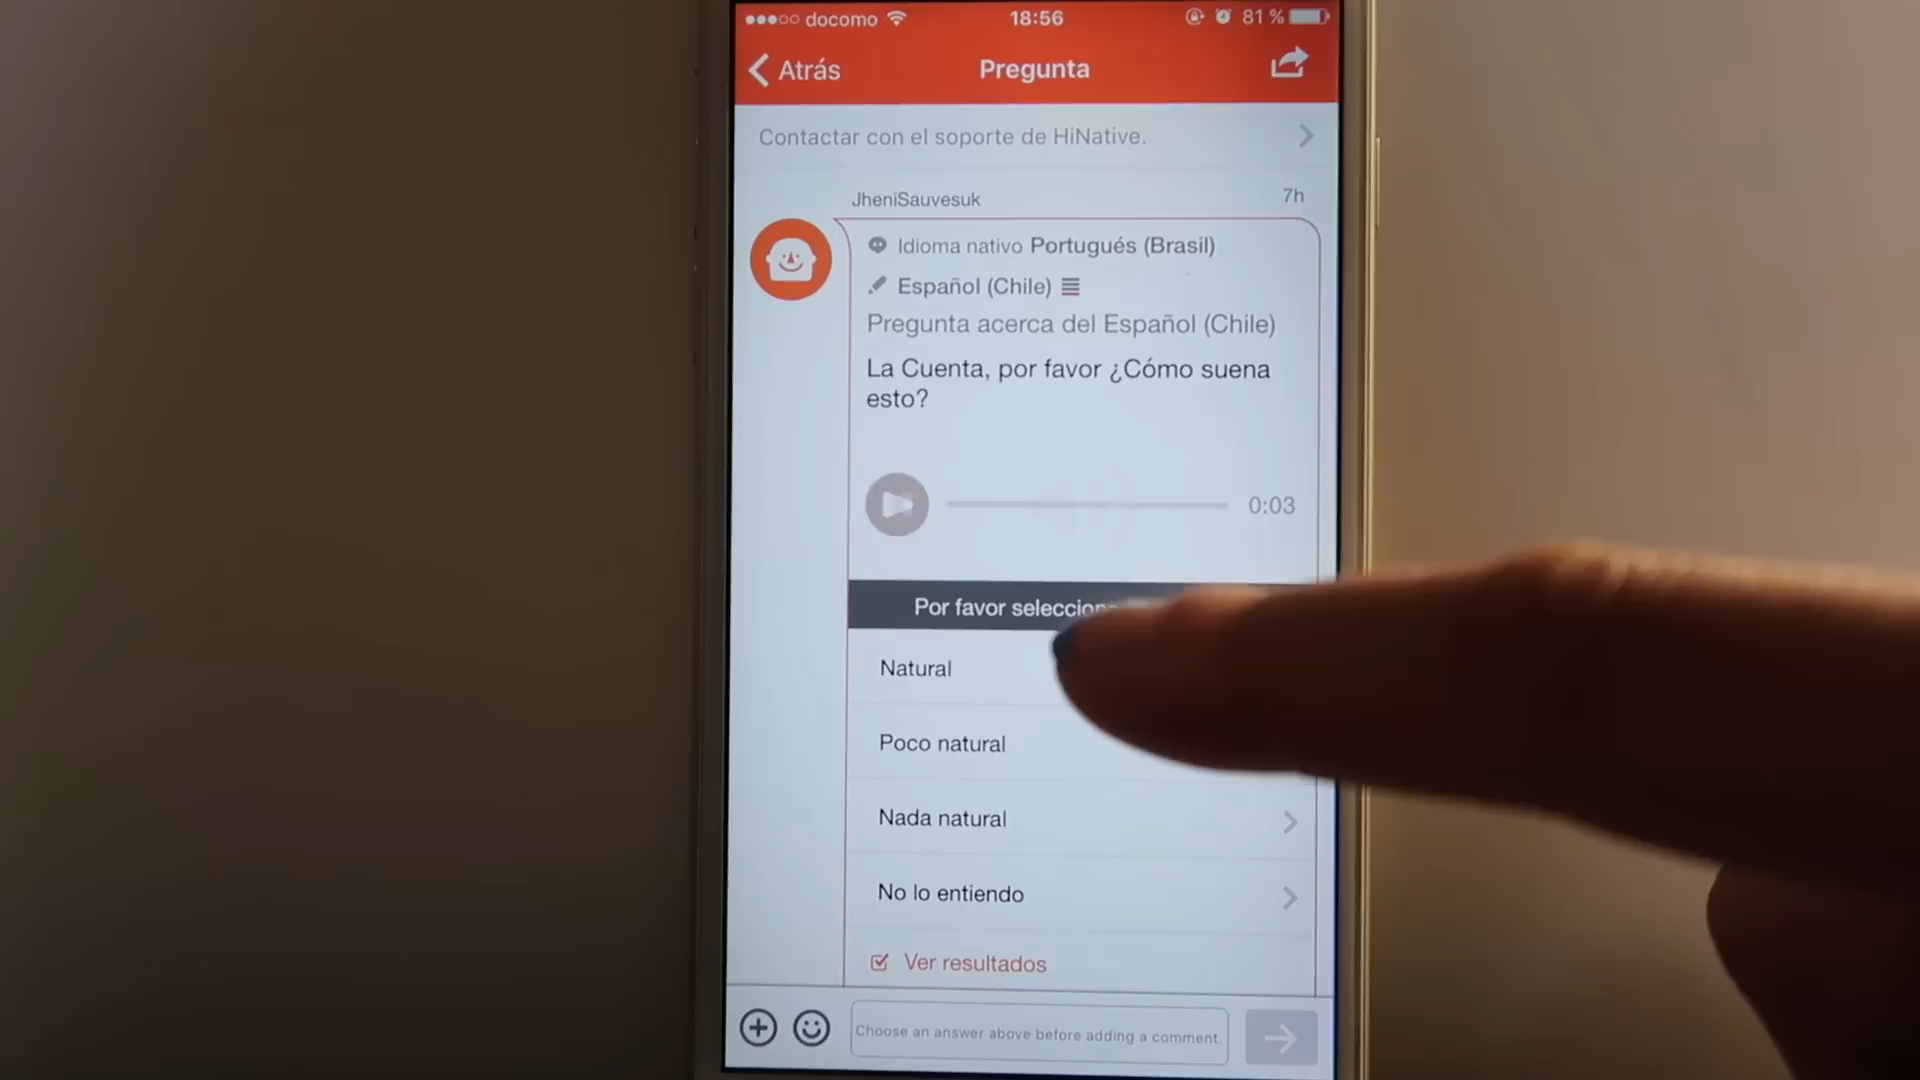 docomo 18:56 81 %
Atrás Pregunta
Contactar con el soporte de HiNative.
JheniSauvesuk 7h
Idioma nativo Portugués (Brasil)
Español (Chile)
Pregunta acerca del Español (Chile)
La Cuenta, por favor ¿Cómo suena
esto?
0:03
Por favor
Natural
Poco natural
Nada natural
No lo entiendo
Ver resultados
Choose an answer above before adding a comment.